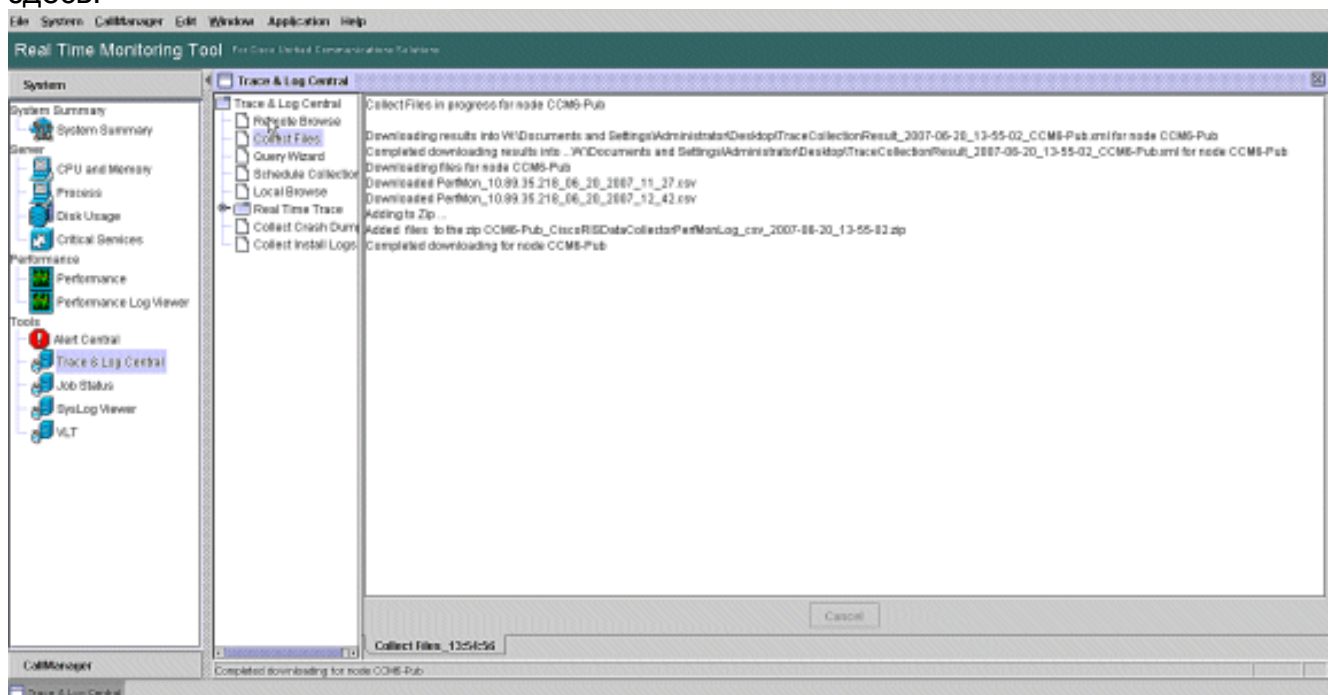 здесь.
File System CallManager Edit Window Application Help
Real Time Monitoring Tool For Cisco Unified Communications Solutions
System
Trace & Log Central
System Summary
System Summary
Server
CPU and Memory
Process
Disk Usage
Critical Services
Performance
Performance
Performance Log Viewer
Tools
Alert Central
Trace & Log Central
Job Status
SysLog Viewer
VLT
CallManager
Trace & Log Central
Remote Browse
Collect Files
Query Wizard
Schedule Collection
Local Browse
Real Time Trace
Collect Crash Dump
Collect Install Logs
Collect Files in progress for node CCM6-Pub
Downloading results into W:\Documents and Settings\Administrator\Desktop\TraceCollectionResult_2007-06-20_13-55-02_CCM6-Pub.xml for node CCM6-Pub
Completed downloading results into ...W:\Documents and Settings\Administrator\Desktop\TraceCollectionResult_2007-06-20_13-55-02_CCM6-Pub.xml for node CCM6-Pub
Downloading files for node CCM6-Pub
Downloaded PerfMon_10.89.35.218_06_20_2007_11_27.csv
Downloaded PerfMon_10.89.35.218_06_20_2007_12_42.csv
Adding to Zip ...
Added files to the zip CCM6-Pub_CiscoRISDataCollectorPerfMonLog_csv_2007-06-20_13-55-02.zip
Completed downloading for node CCM6-Pub
Cancel
Collect Files_13:54:56
Completed downloading for node CCM6-Pub
Trace & Log Central